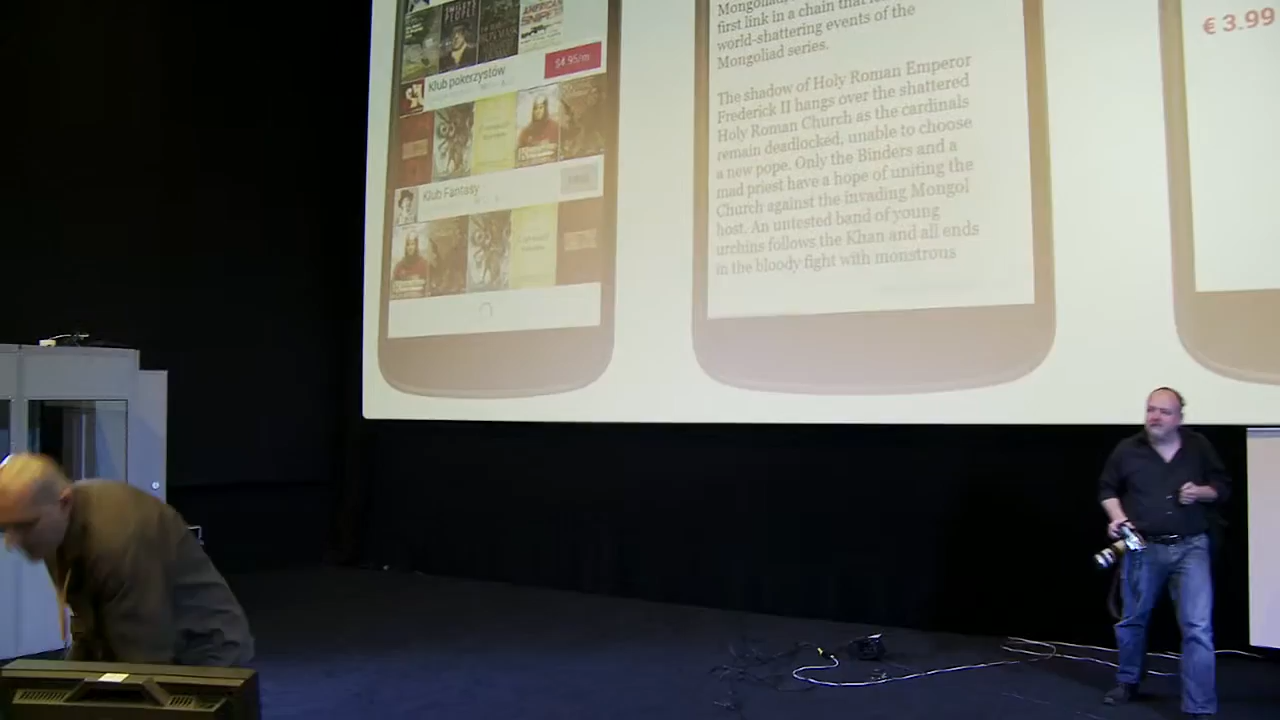 AMERICAN
SNIPER
$4.95/m
Klub pokerzystów
Klub Fantasy
FREE
Mongoliad,
first link in a chain that
world-shattering events of the
Mongoliad series.
The shadow of Holy Roman Emperor
Frederick II hangs over the shattered
Holy Roman Church as the cardinals
remain deadlocked, unable to choose
a new pope. Only the Binders and a
mad priest have a hope of uniting the
Church against the invading Mongol
host. An untested band of young
urchins follows the Khan and all ends
in the bloody fight with monstrous
€ 3.99